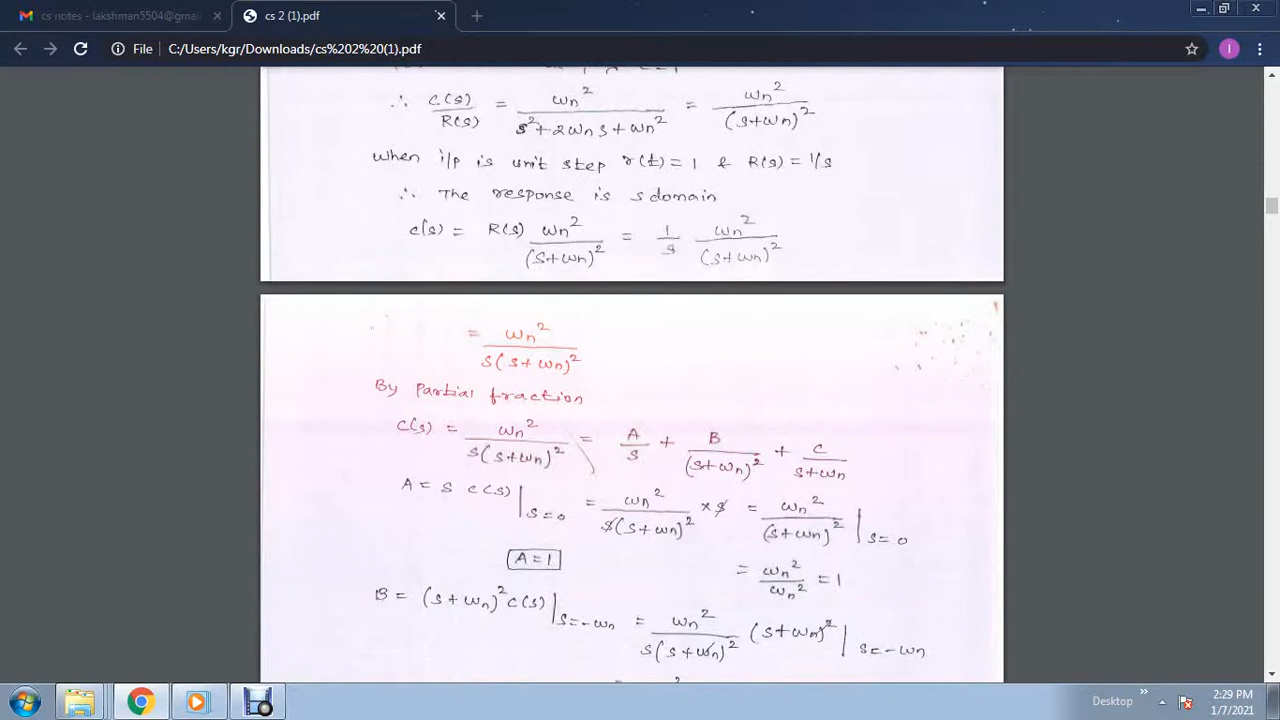 cs notes - lakshman5504@gmail
cs 2 (1).pdf
File C:/Users/kgr/Downloads/cs%202%20(1).pdf
∴ C(s)/R(s) = ωn²/(s²+2ωn s+ωn²) = ωn²/(s+ωn)²
when i/p is unit step r(t)=1 & R(s)=1/s
∴ The response is s domain
C(s) = R(s) ωn²/(s+ωn)² = 1/s ωn²/(s+ωn)²
= ωn²/s(s+ωn)²
By Partial fraction
C(s) = ωn²/s(s+ωn)² = A/s + B/(s+ωn)² + C/s+ωn
A = s C(s)|s=0 = ωn²/s(s+ωn)² × s = ωn²/(s+ωn)² |s=0
A=1
= ωn²/ωn² = 1
B = (s+ωn)² C(s)|s=-ωn = ωn²/s(s+ωn)² (s+ωn)² |s=-ωn
Desktop
2:29 PM
1/7/2021